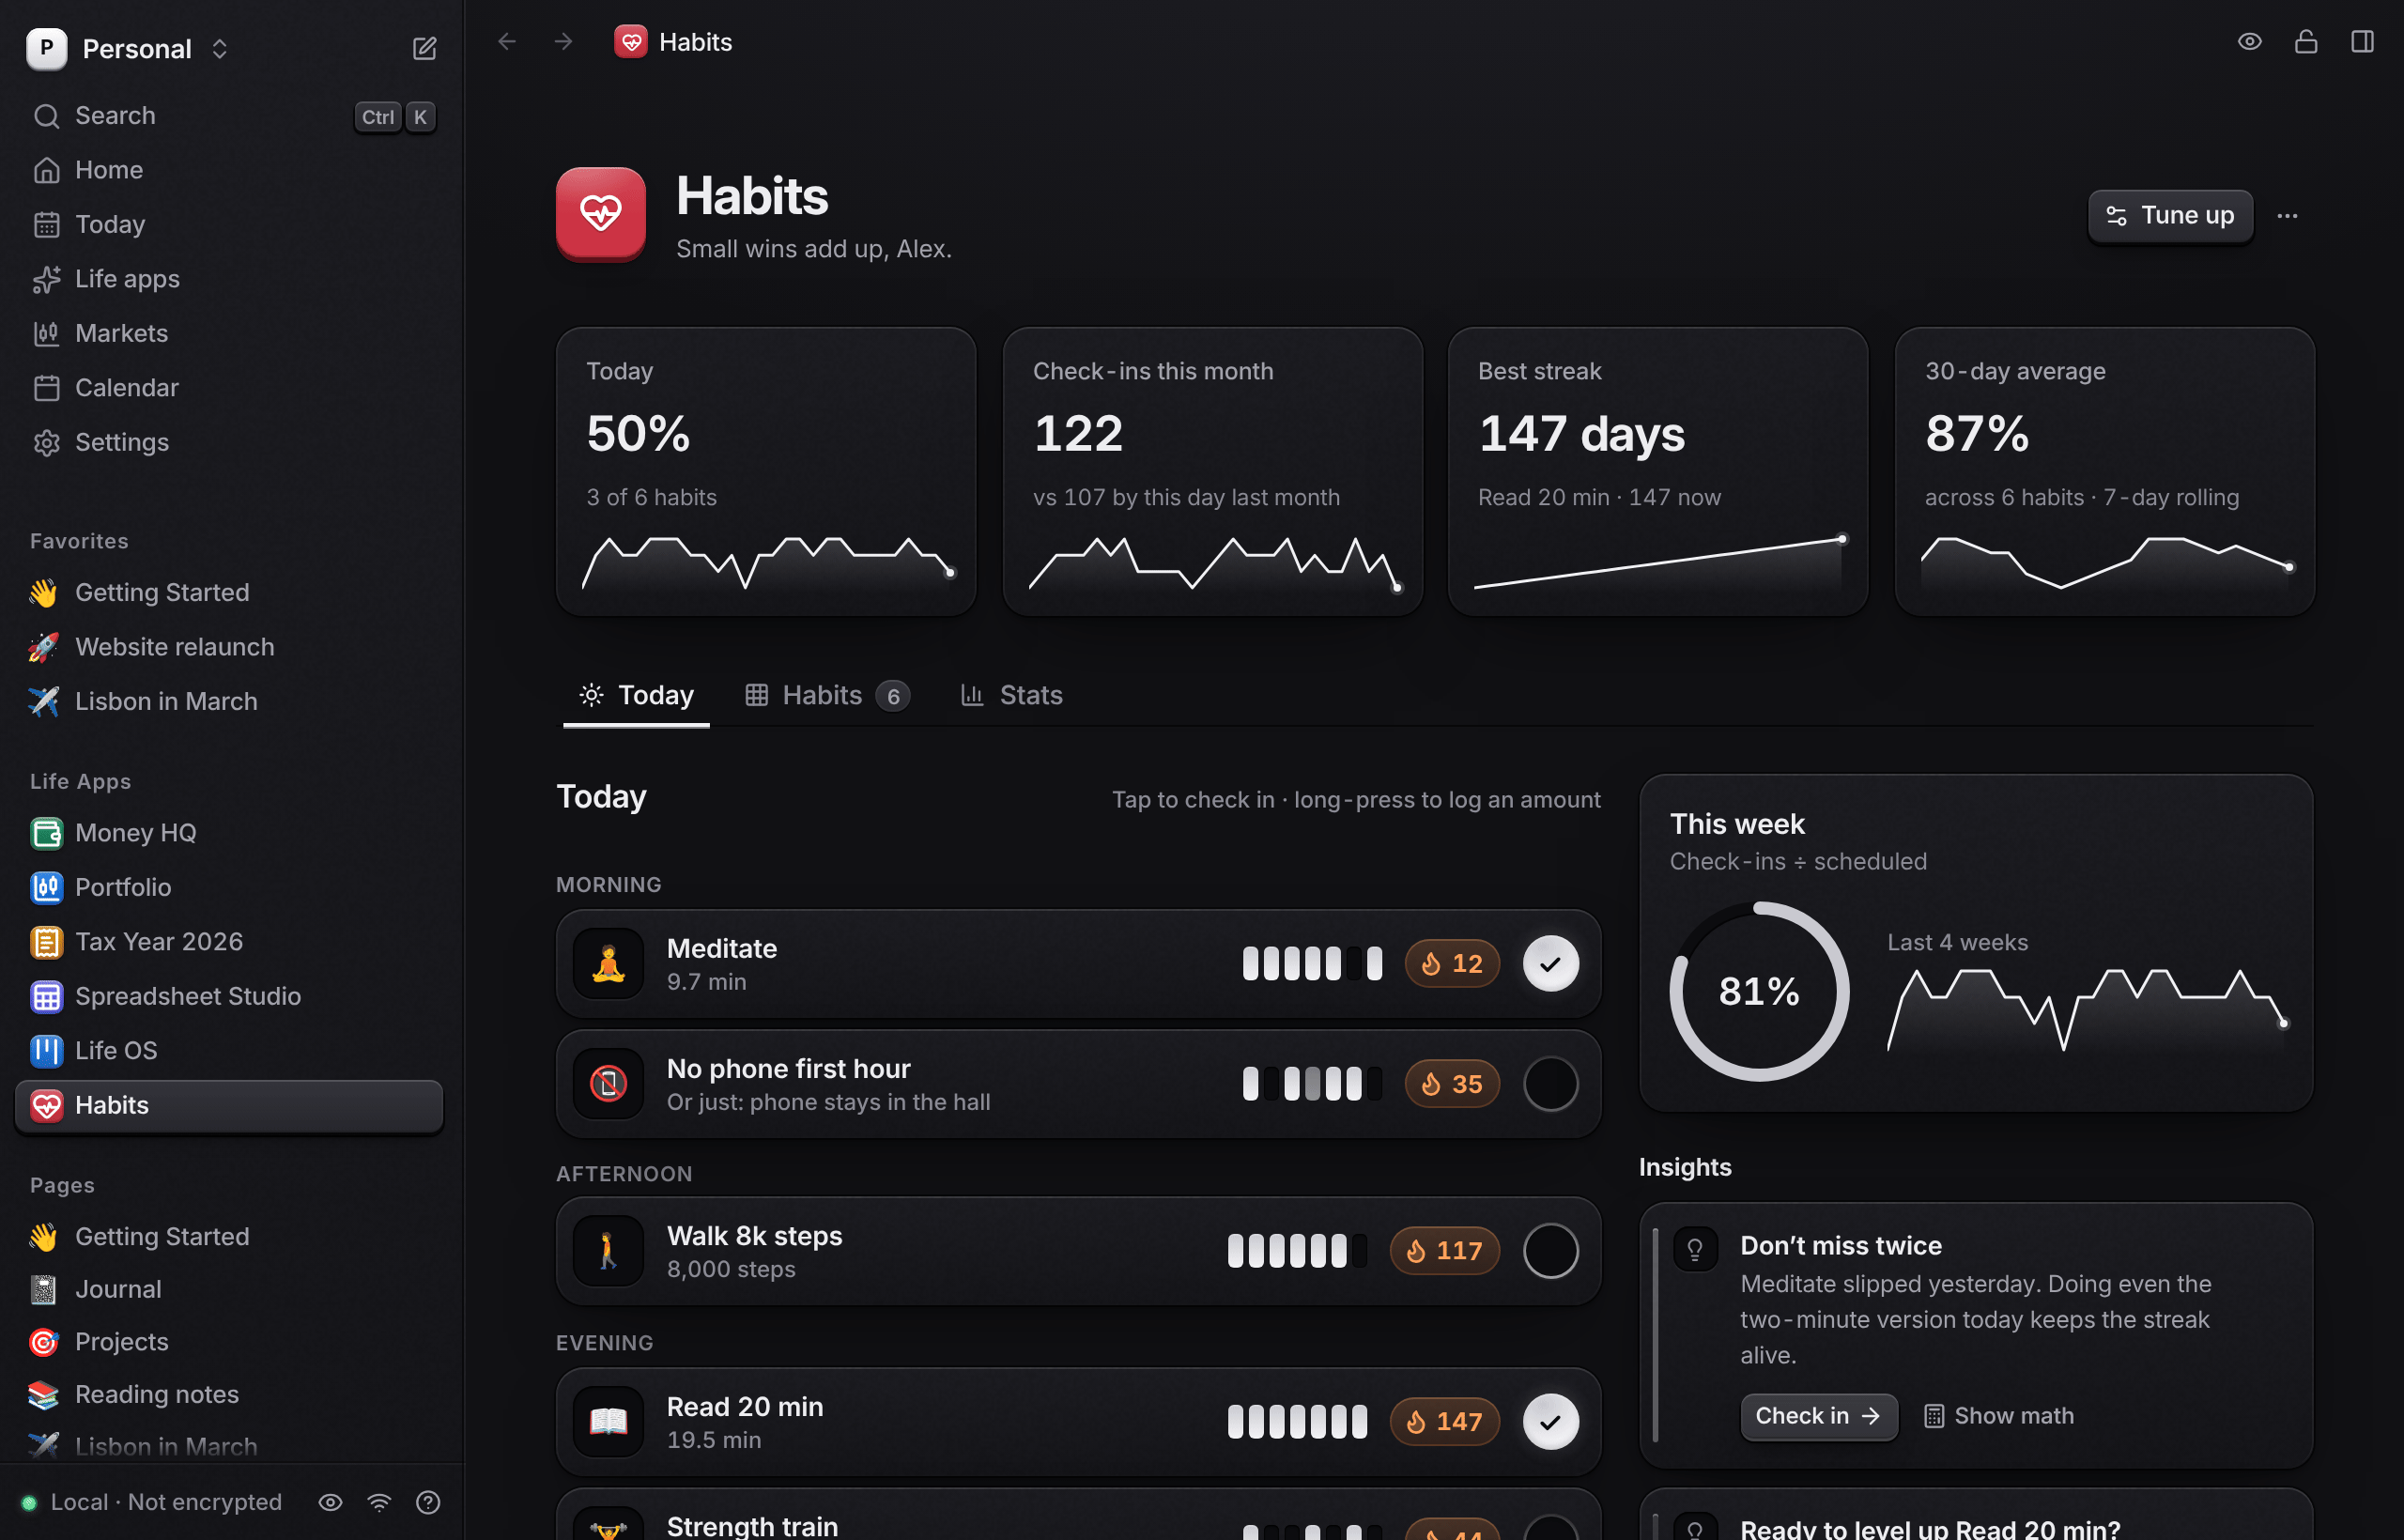 P Personal
Search Ctrl K
Home
Today
Life apps
Markets
Calendar
Settings
Favorites
Getting Started
Website relaunch
Lisbon in March
Life Apps
Money HQ
Portfolio
Tax Year 2026
Spreadsheet Studio
Life OS
Habits
Pages
Getting Started
Journal
Projects
Reading notes
Lisbon in March
Local · Not encrypted
Habits
Habits
Small wins add up, Alex.
Tune up
Today
50%
3 of 6 habits
Check-ins this month
122
vs 107 by this day last month
Best streak
147 days
Read 20 min · 147 now
30-day average
87%
across 6 habits · 7-day rolling
Today
Habits 6
Stats
Today
Tap to check in · long-press to log an amount
MORNING
Meditate
9.7 min
12
No phone first hour
Or just: phone stays in the hall
35
AFTERNOON
Walk 8k steps
8,000 steps
117
EVENING
Read 20 min
19.5 min
147
Strength train
44
This week
Check-ins ÷ scheduled
81%
Last 4 weeks
Insights
Don’t miss twice
Meditate slipped yesterday. Doing even the
two-minute version today keeps the streak
alive.
Check in
Show math
Ready to level up Read 20 min?